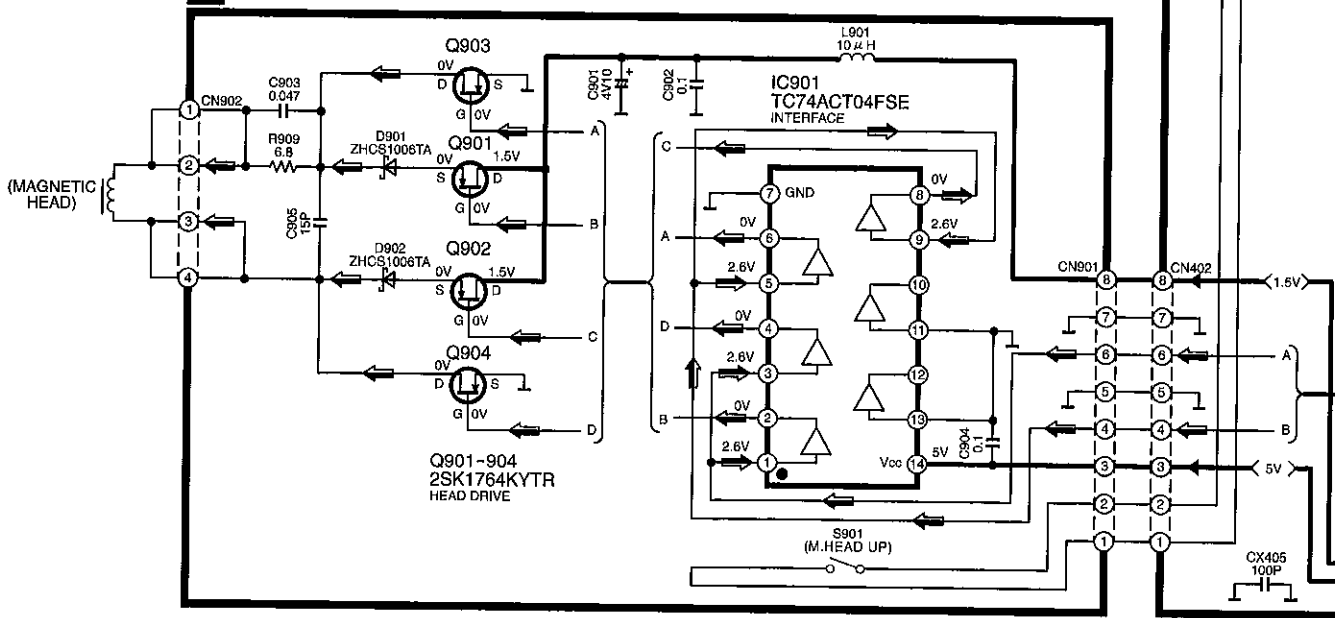 Q903
0V
D
S
G
0V
CN902
1
2
3
4
(MAGNETIC
HEAD)
C903
0.047
R909
6.8
C905
15P
D901
ZHCS1006TA
Q901
0V
1.5V
S
D
G
0V
D902
ZHCS1006TA
Q902
0V
1.5V
S
D
G
0V
Q904
0V
D
S
G
0V
Q901-904
2SK1764KYTR
HEAD DRIVE
A
B
C
D
C901
4V10
+
C902
0.1
L901
10μH
IC901
TC74ACT04FSE
INTERFACE
C
A
D
B
7
GND
0V
6
2.6V
5
0V
4
2.6V
3
0V
2
2.6V
1
8
0V
9
2.6V
10
11
12
13
Vcc
14
5V
C904
0.1
S901
(M.HEAD UP)
CN901
8
7
6
5
4
3
2
1
CN402
8
7
6
5
4
3
2
1
1.5V
A
B
5V
CX405
100P